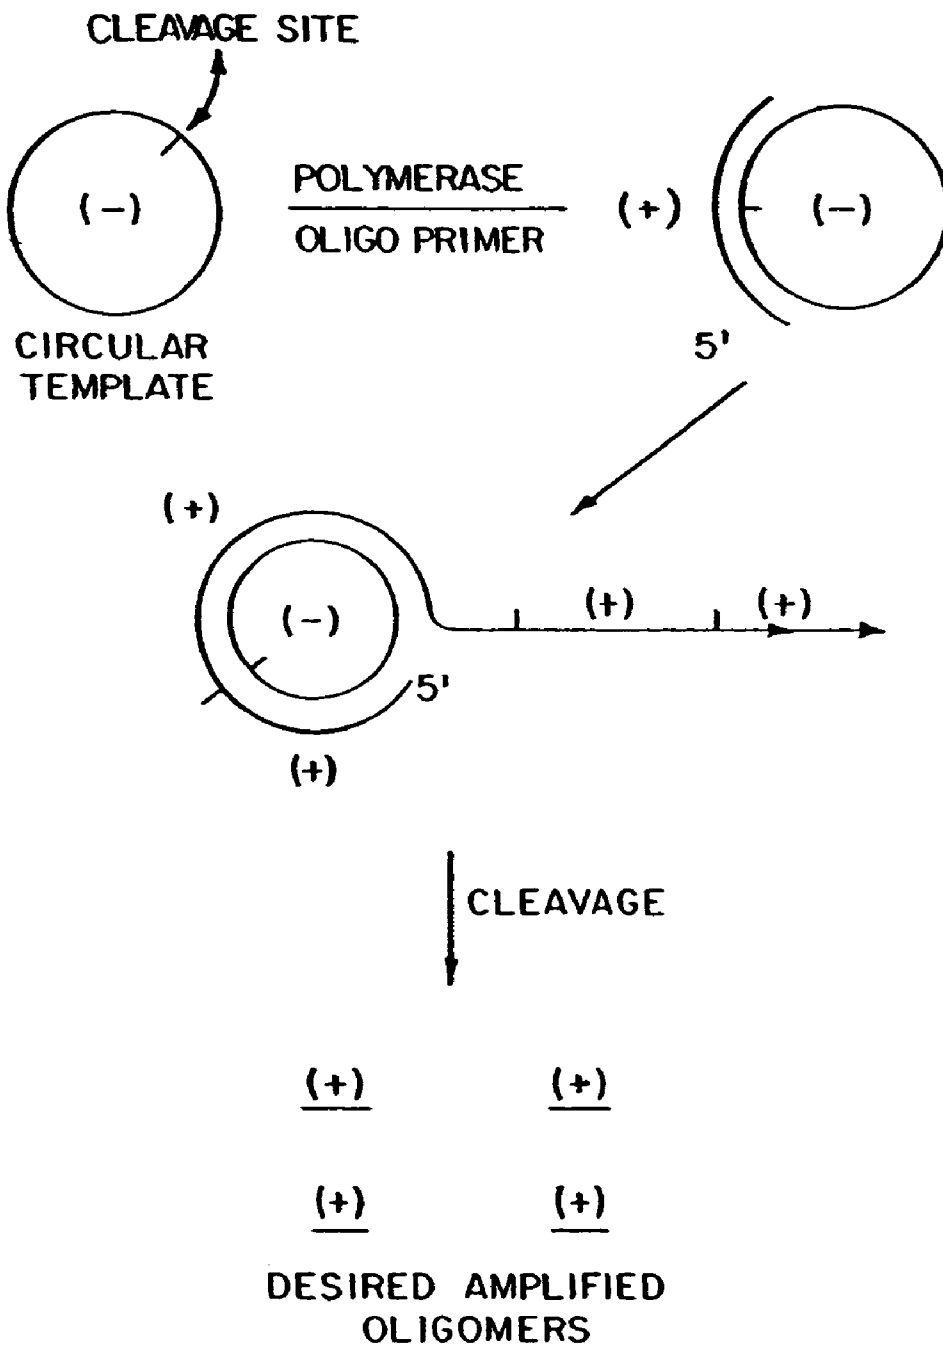 CLEAVAGE SITE
(-)
CIRCULAR
TEMPLATE
POLYMERASE
OLIGO PRIMER
(+)
(-)
5'
(+)
(-)
(+)
(+)
5'
(+)
CLEAVAGE
(+) (+)
(+) (+)
DESIRED AMPLIFIED
OLIGOMERS